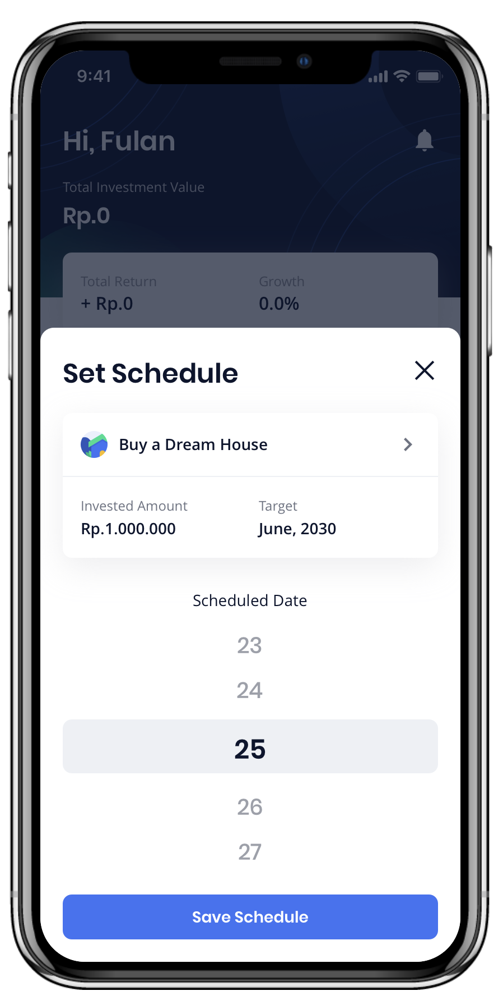 9:41
Hi, Fulan
Total Investment Value
Rp.0
Total Return Growth
+ Rp.0 0.0%
Set Schedule
Buy a Dream House
Invested Amount Target
Rp.1.000.000 June, 2030
Scheduled Date
23
24
25
26
27
Save Schedule